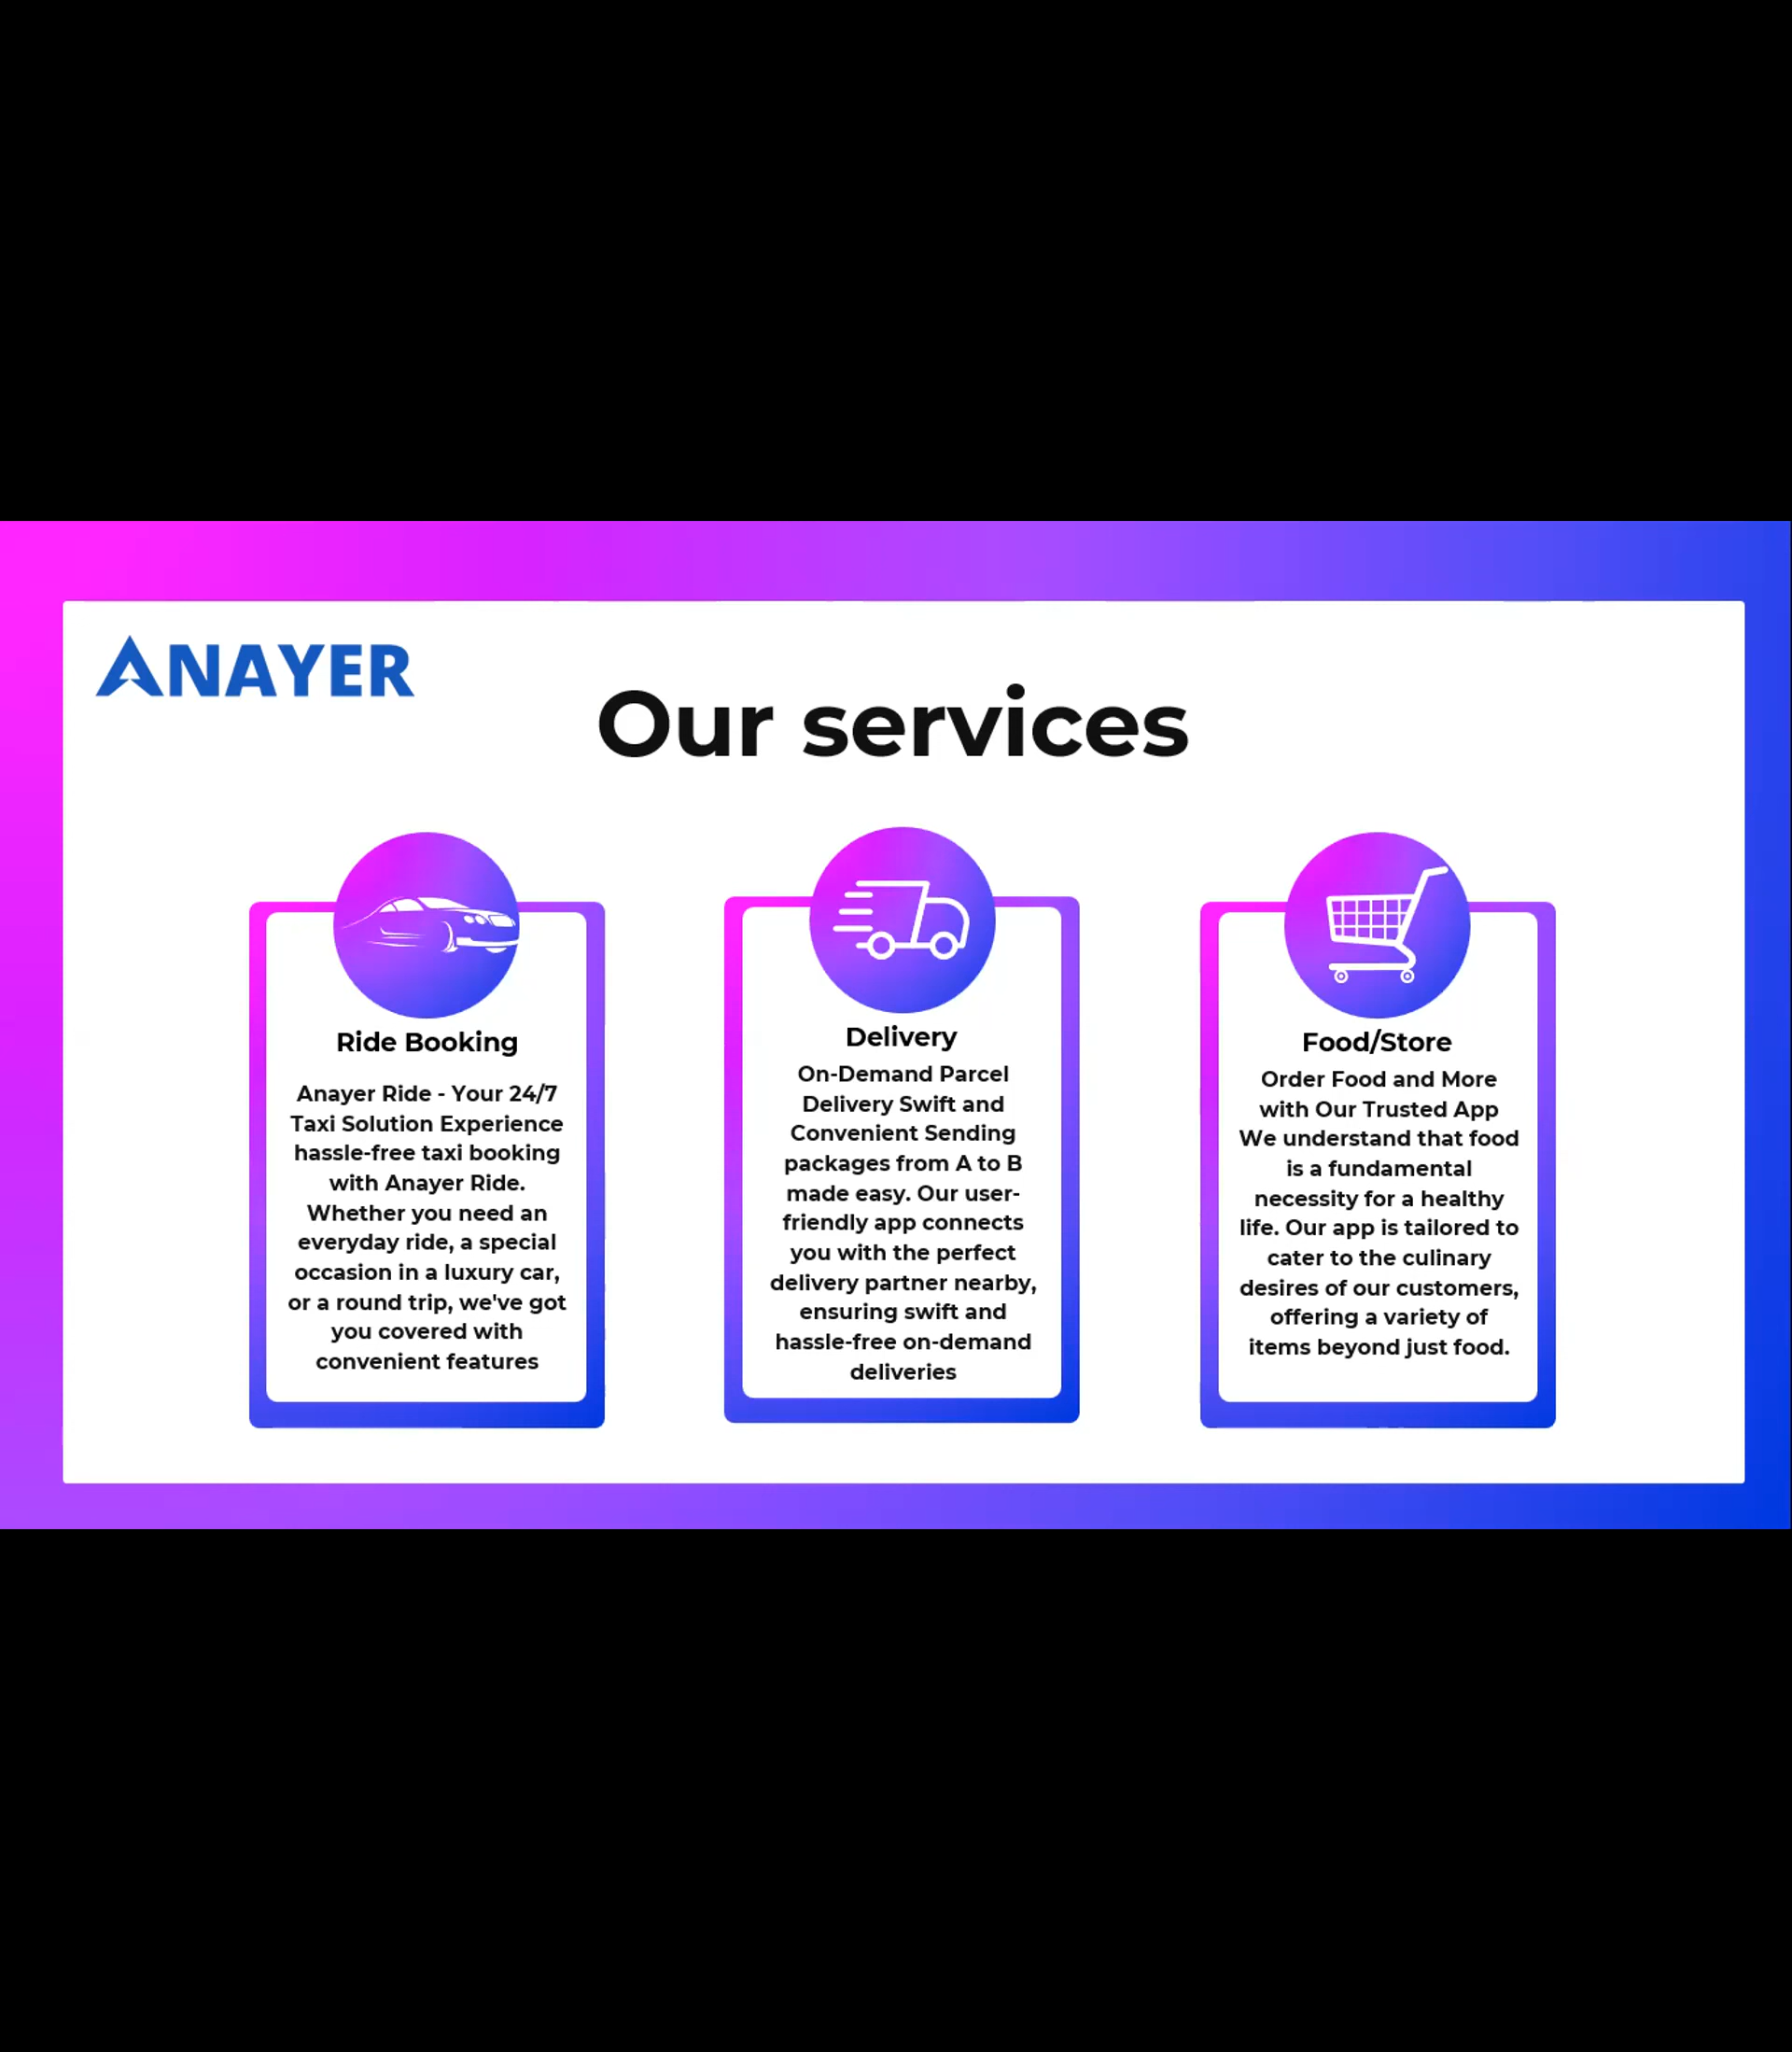 ANAYER
Our services
Ride Booking
Anayer Ride - Your 24/7
Taxi Solution Experience
hassle-free taxi booking
with Anayer Ride.
Whether you need an
everyday ride, a special
occasion in a luxury car,
or a round trip, we've got
you covered with
convenient features
Delivery
On-Demand Parcel
Delivery Swift and
Convenient Sending
packages from A to B
made easy. Our user-
friendly app connects
you with the perfect
delivery partner nearby,
ensuring swift and
hassle-free on-demand
deliveries
Food/Store
Order Food and More
with Our Trusted App
We understand that food
is a fundamental
necessity for a healthy
life. Our app is tailored to
cater to the culinary
desires of our customers,
offering a variety of
items beyond just food.